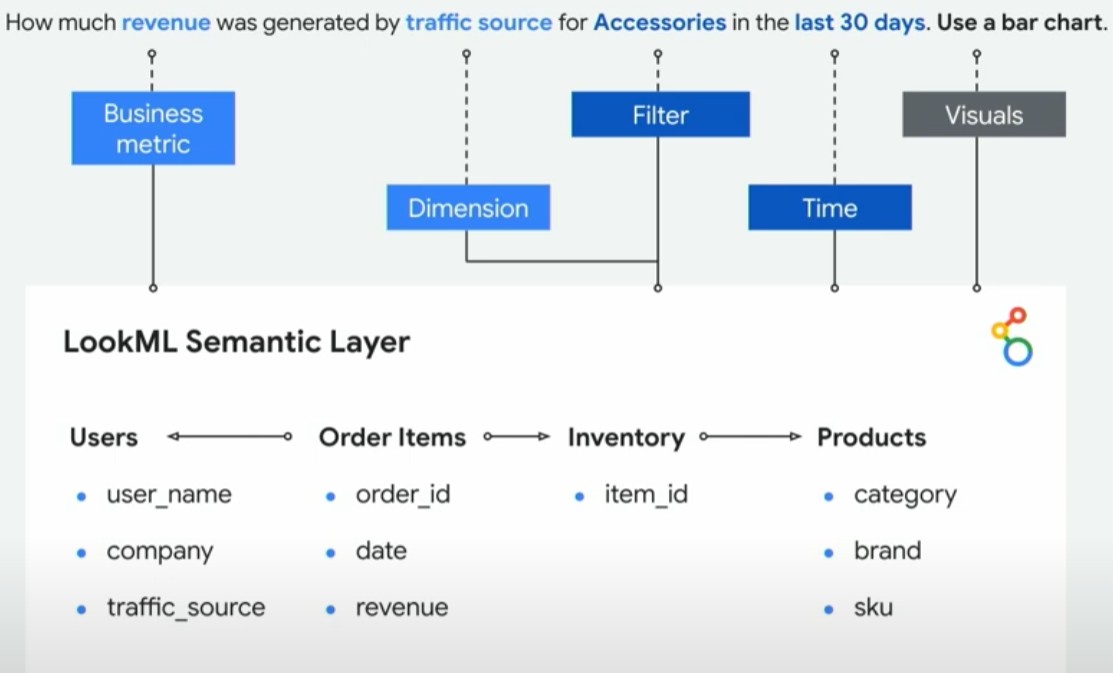 How much revenue was generated by traffic source for Accessories in the last 30 days. Use a bar chart.
Business
metric
Filter
Visuals
Dimension
Time
LookML Semantic Layer
Users
Order Items
Inventory
Products
user_name
order_id
item_id
category
company
date
brand
traffic_source
revenue
sku